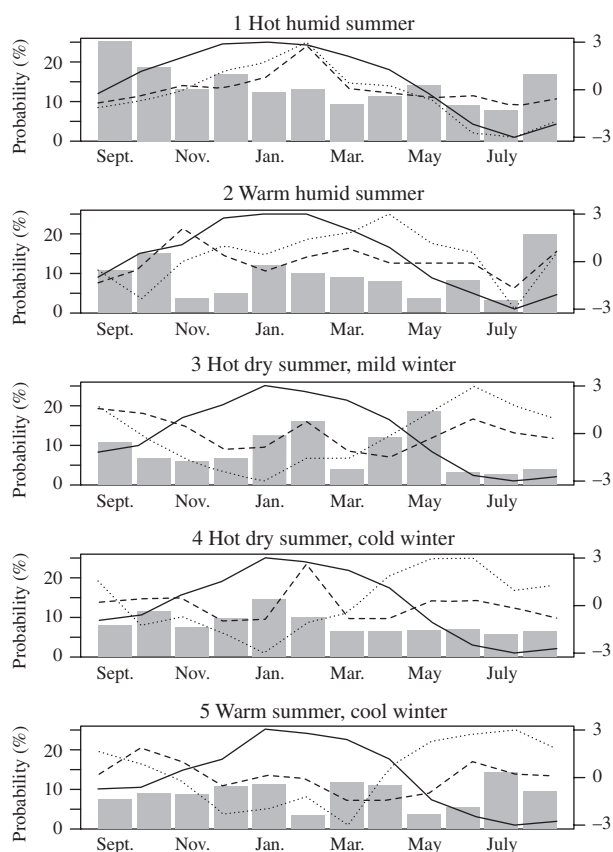 1 Hot humid summer
Probability (%)
20
10
0
3
0
−3
Sept. Nov. Jan. Mar. May July
2 Warm humid summer
Probability (%)
20
10
0
3
0
−3
Sept. Nov. Jan. Mar. May July
3 Hot dry summer, mild winter
Probability (%)
20
10
0
3
0
−3
Sept. Nov. Jan. Mar. May July
4 Hot dry summer, cold winter
Probability (%)
20
10
0
3
0
−3
Sept. Nov. Jan. Mar. May July
5 Warm summer, cool winter
Probability (%)
20
10
0
3
0
−3
Sept. Nov. Jan. Mar. May July